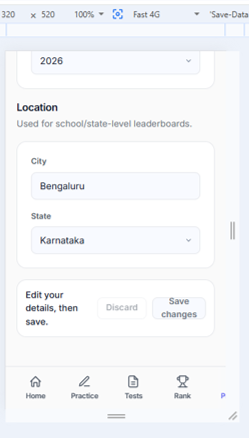 320 × 520 100% Fast 4G 'Save-Data
2026
Location
Used for school/state-level leaderboards.
City
Bengaluru
State
Karnataka
Edit your
details, then
save.
Discard
Save
changes
Home Practice Tests Rank P